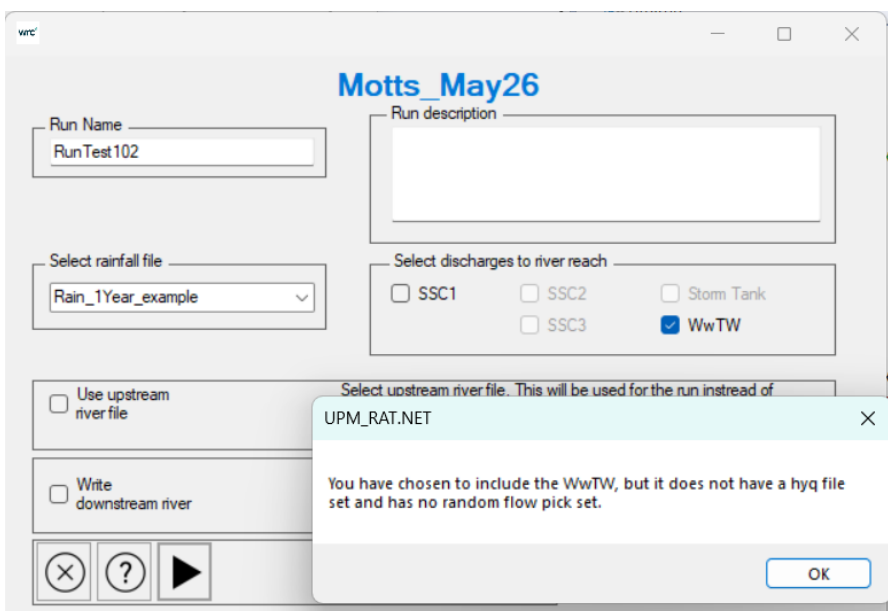 wrc
Motts_May26
Run Name
RunTest102
Run description
Select rainfall file
Rain_1Year_example
Select discharges to river reach
SSC1
SSC2
Storm Tank
SSC3
WwTW
Use upstream
river file
Select upstream river file. This will be used for the run instread of
UPM_RAT.NET
You have chosen to include the WwTW, but it does not have a hyq file
set and has no random flow pick set.
Write
downstream river
OK